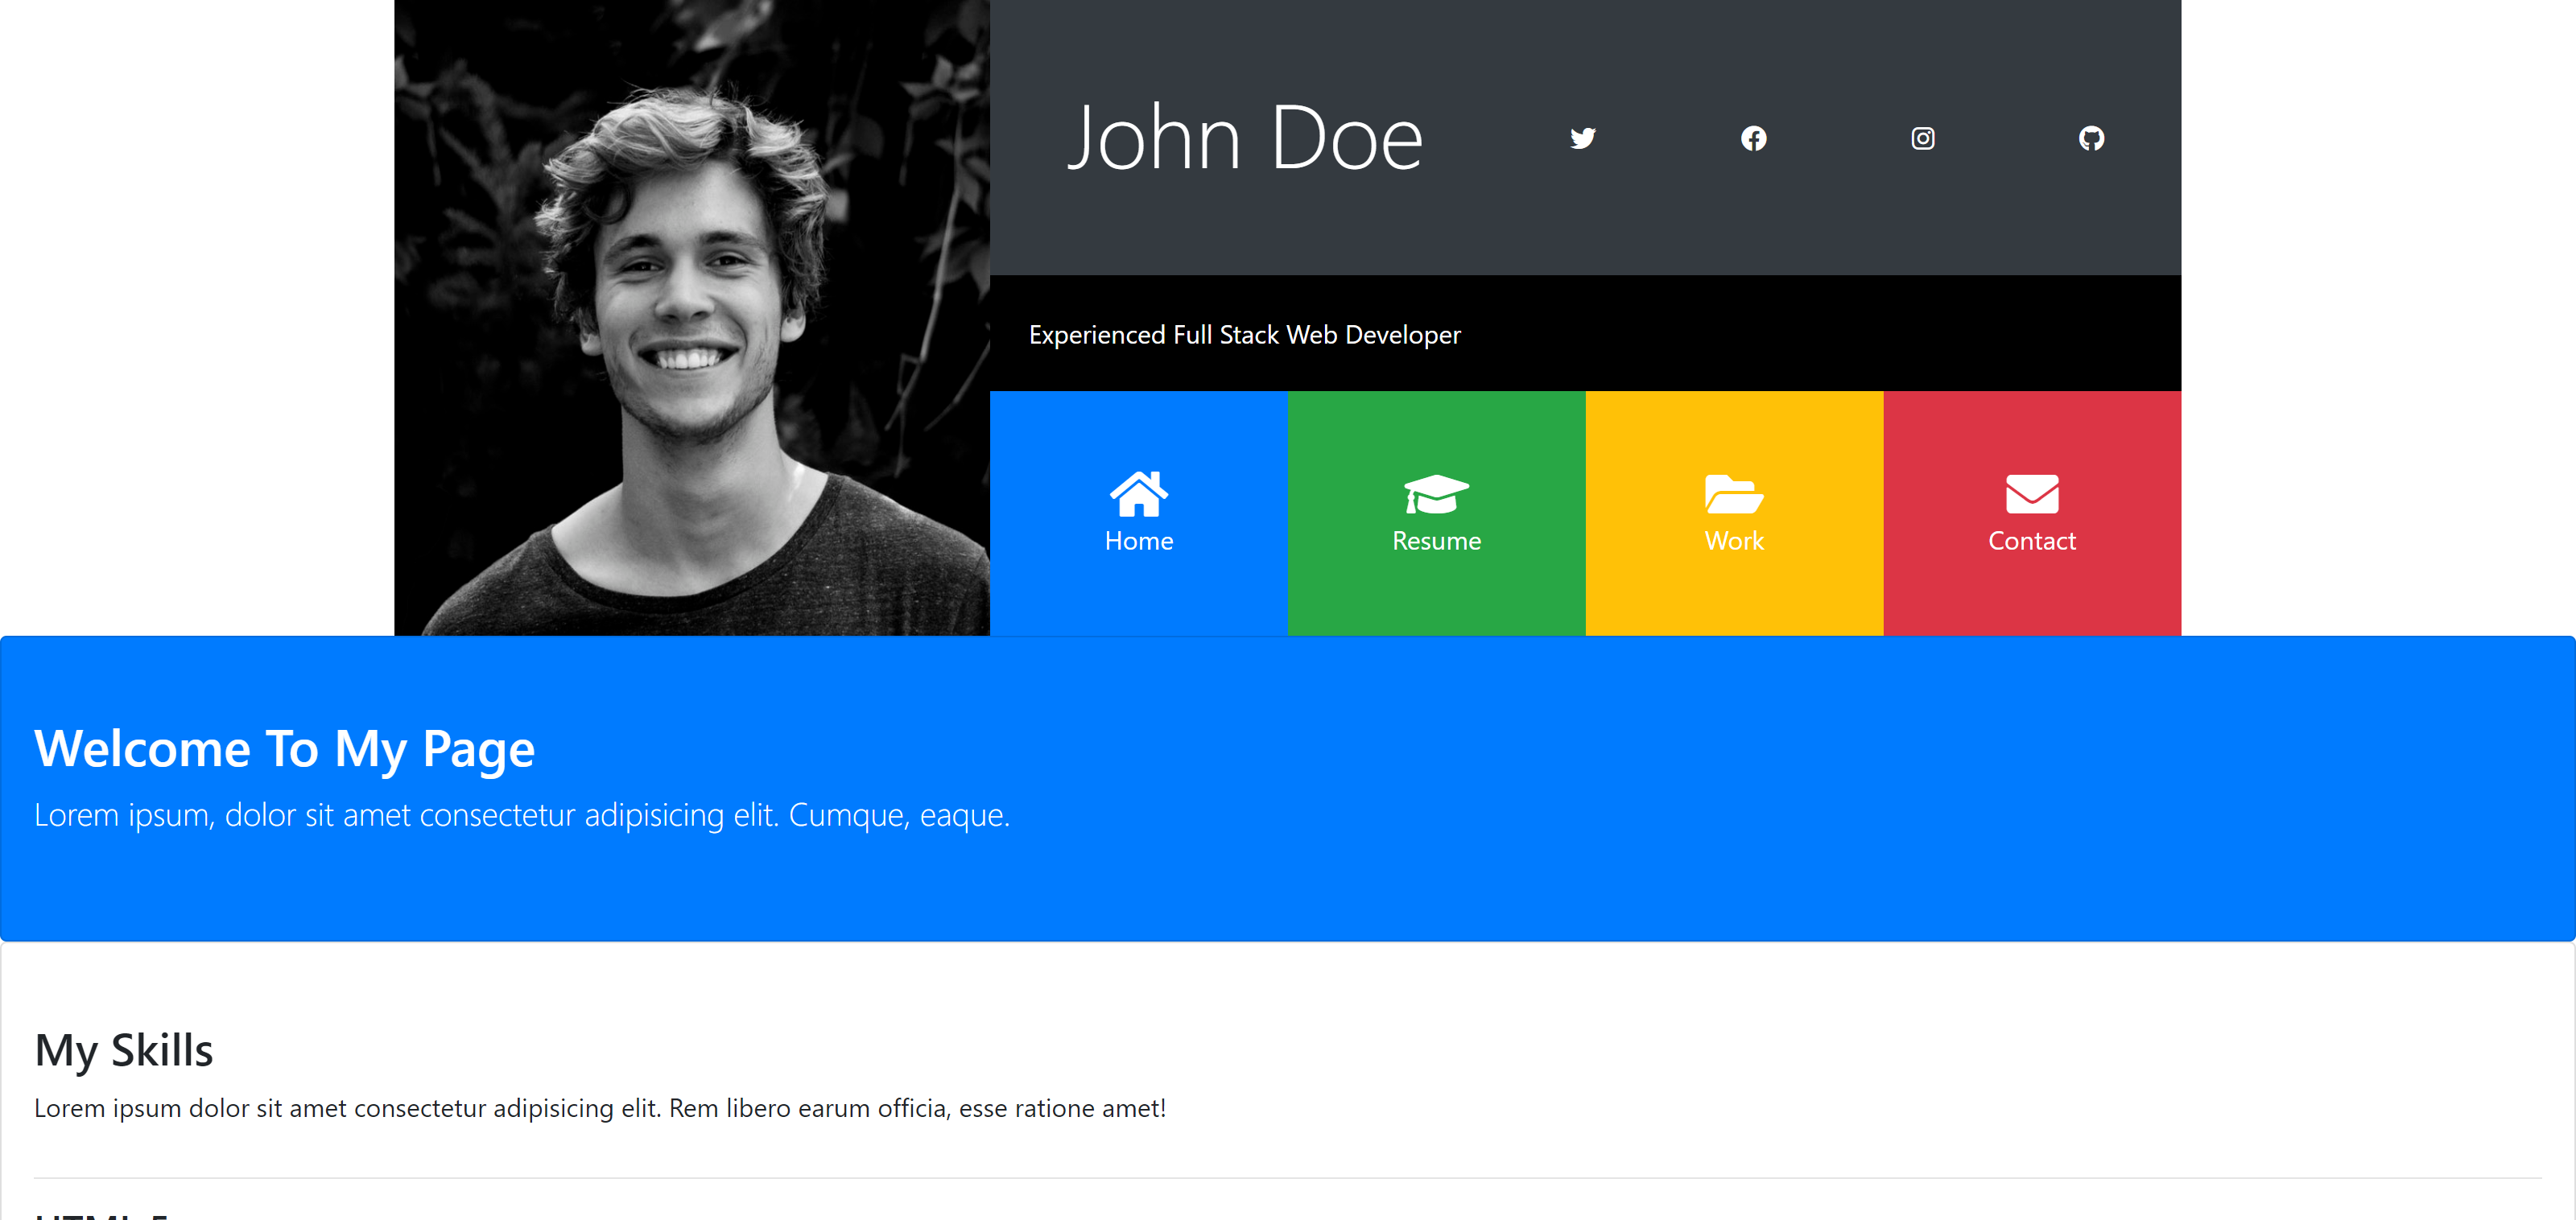 John Doe
Experienced Full Stack Web Developer
Home
Resume
Work
Contact
Welcome To My Page
Lorem ipsum, dolor sit amet consectetur adipisicing elit. Cumque, eaque.
My Skills
Lorem ipsum dolor sit amet consectetur adipisicing elit. Rem libero earum officia, esse ratione amet!